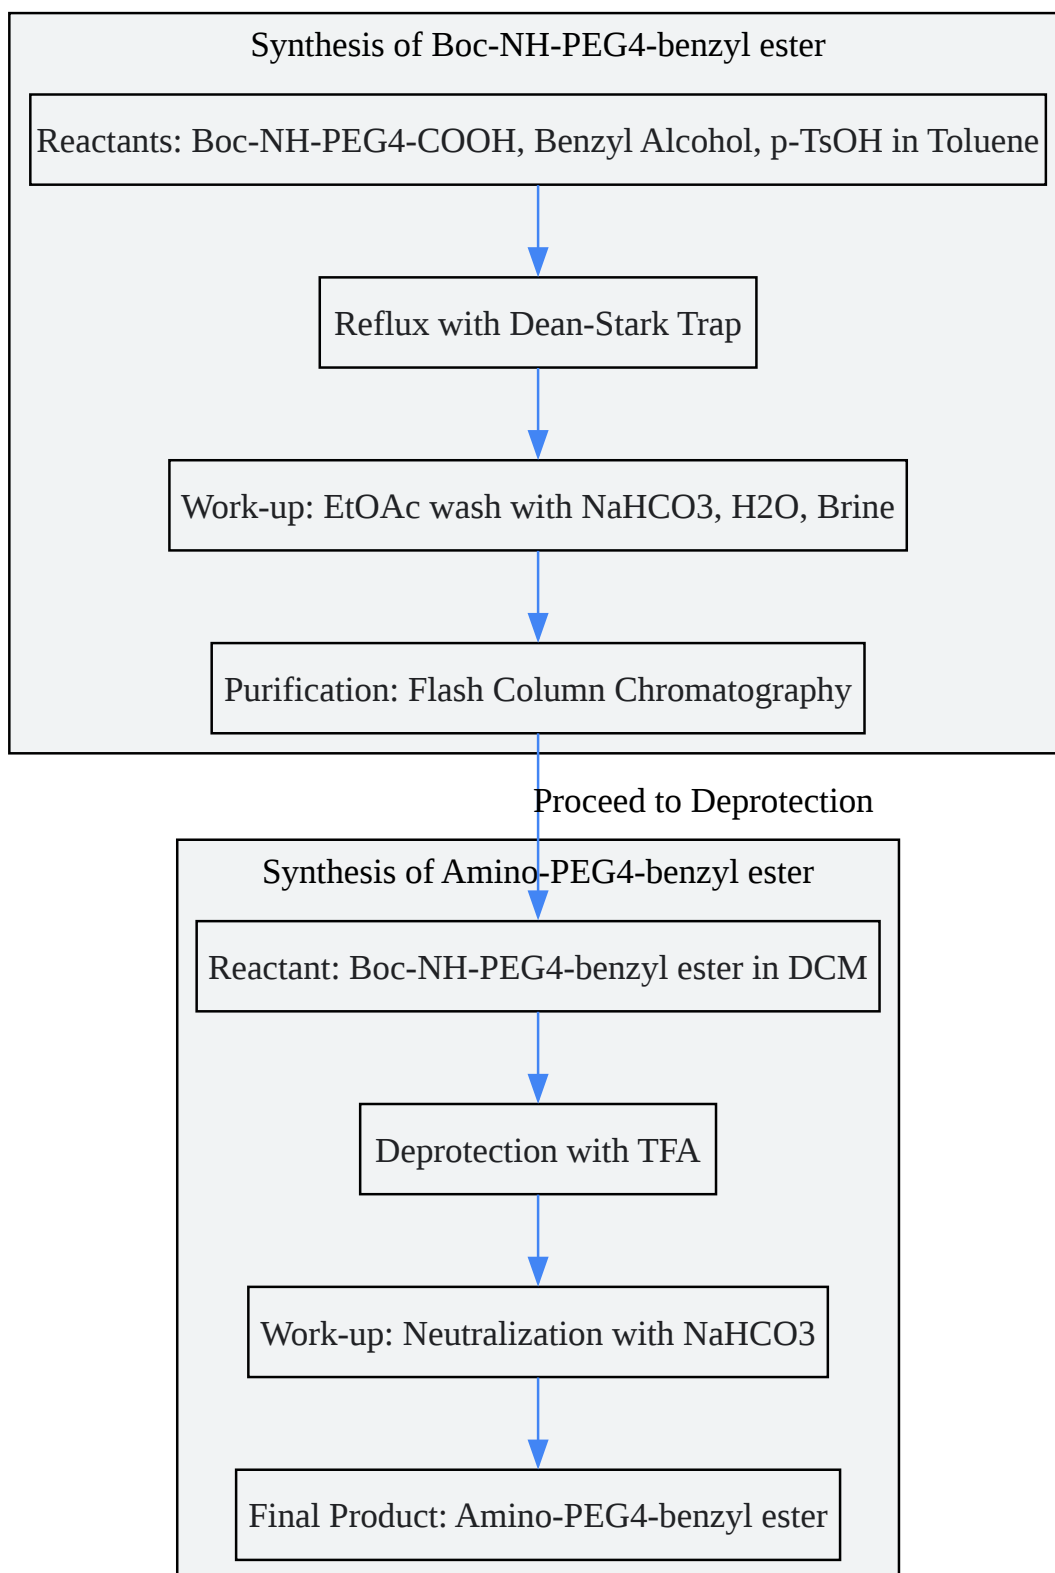 Synthesis of Boc-NH-PEG4-benzyl ester
Reactants: Boc-NH-PEG4-COOH, Benzyl Alcohol, p-TsOH in Toluene
Reflux with Dean-Stark Trap
Work-up: EtOAc wash with NaHCO3, H2O, Brine
Purification: Flash Column Chromatography
Proceed to Deprotection
Synthesis of Amino-PEG4-benzyl ester
Reactant: Boc-NH-PEG4-benzyl ester in DCM
Deprotection with TFA
Work-up: Neutralization with NaHCO3
Final Product: Amino-PEG4-benzyl ester